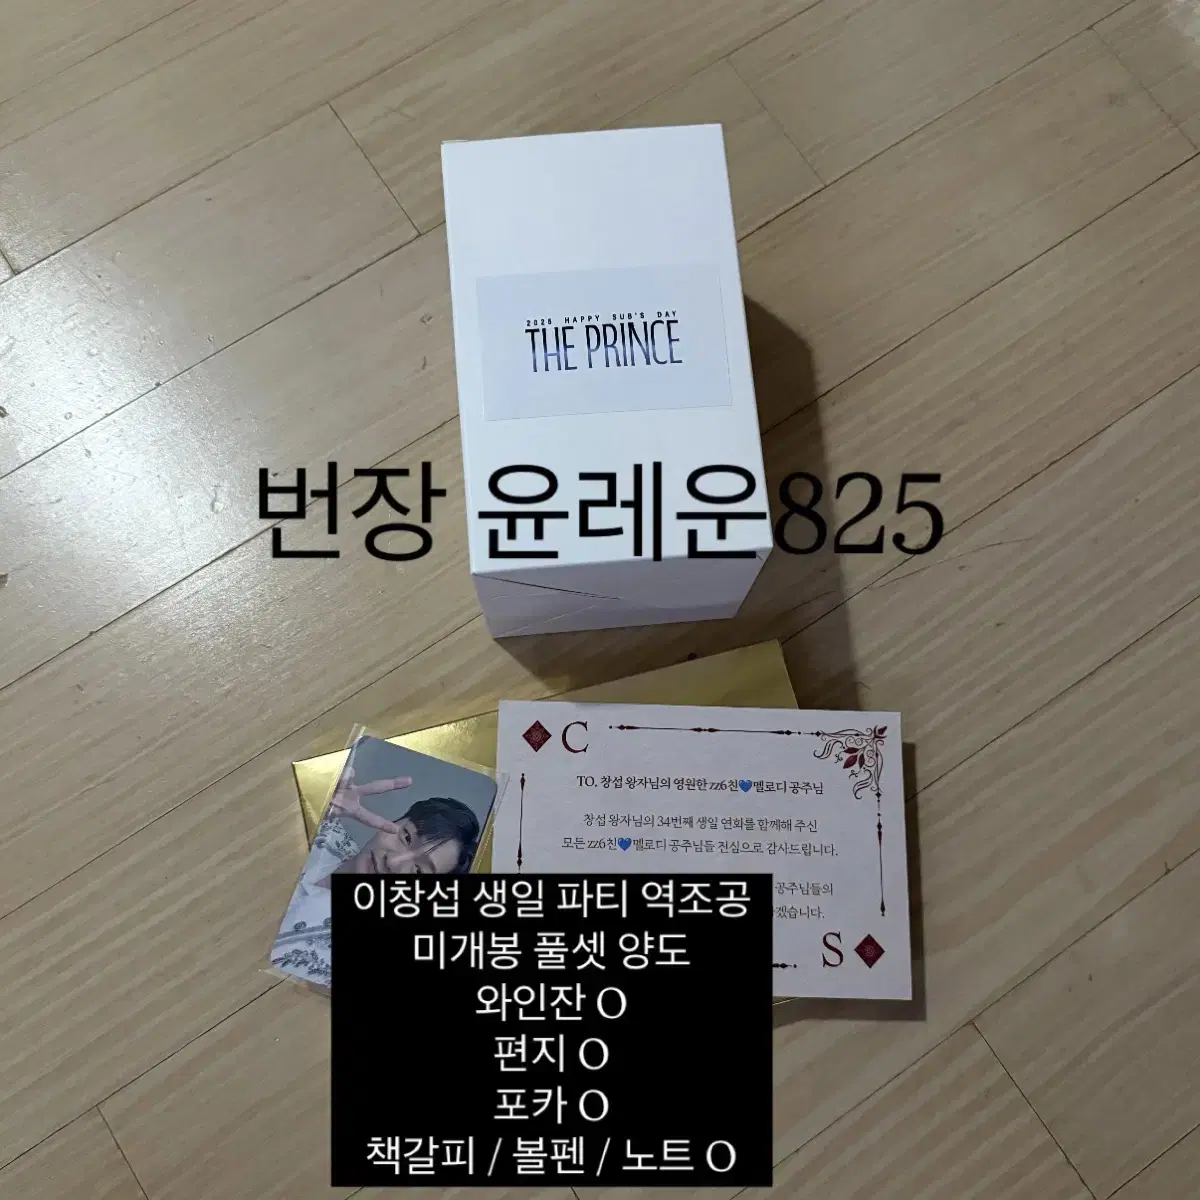 2025 HAPPY SUB'S DAY
THE PRINCE
번장 윤레운825
C
TO. 창섭 왕자님의 영원한 zz6친💙멜로디 공주님
창섭 왕자님의 34번째 생일 연회를 함께해 주신
모든 zz6친💙멜로디 공주님들 진심으로 감사드립니다.
공주님들의
겠습니다.
S
이창섭 생일 파티 역조공
미개봉 풀셋 양도
와인잔 O
편지 O
포카 O
책갈피 / 볼펜 / 노트 O